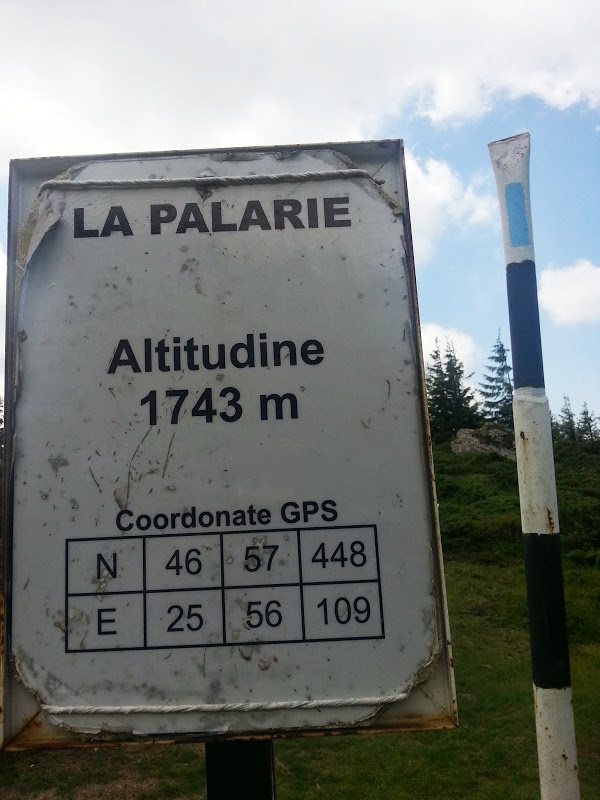 LA PALARIE
Altitudine
1743 m
Coordonate GPS
N 46 57 448
E 25 56 109